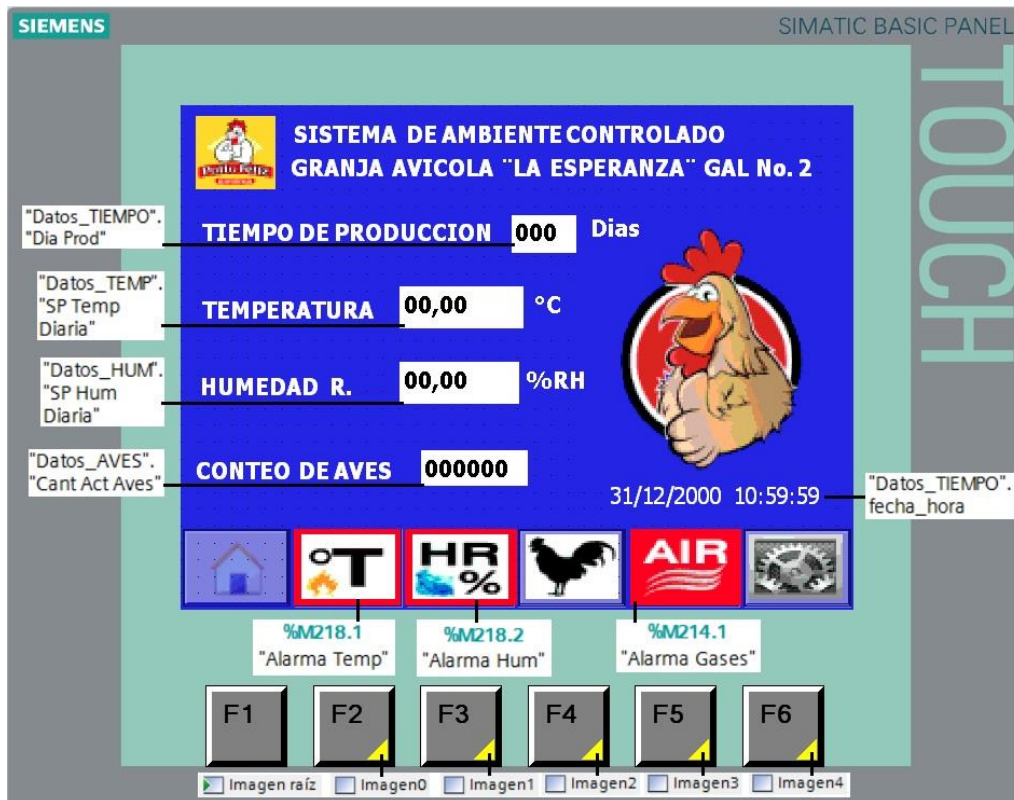 SIEMENS
SIMATIC BASIC PANEL
TOUCH
SISTEMA DE AMBIENTE CONTROLADO
GRANJA AVICOLA ¨LA ESPERANZA¨ GAL No. 2
"Datos_TIEMPO".
"Dia Prod"
TIEMPO DE PRODUCCION 000 Dias
"Datos_TEMP".
"SP Temp
Diaria"
TEMPERATURA 00,00 °C
"Datos_HUM".
"SP Hum
Diaria"
HUMEDAD R. 00,00 %RH
"Datos_AVES".
"Cant Act Aves"
CONTEO DE AVES 000000
31/12/2000 10:59:59
"Datos_TIEMPO".
fecha_hora
°T
HR
%
AIR
%M218.1
"Alarma Temp"
%M218.2
"Alarma Hum"
%M214.1
"Alarma Gases"
F1 F2 F3 F4 F5 F6
Imagen raíz Imagen0 Imagen1 Imagen2 Imagen3 Imagen4